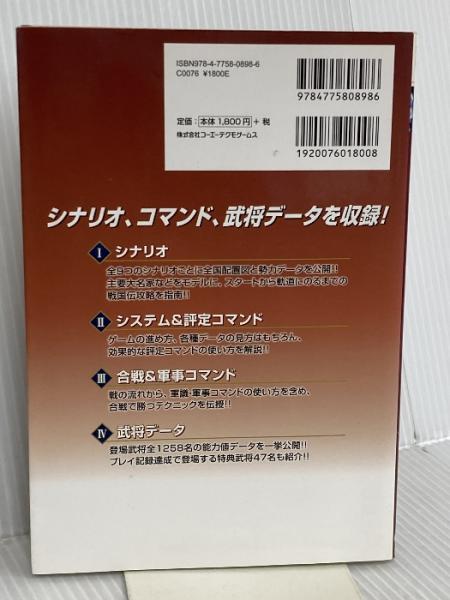 ISBN978-4-7758-0898-6
C0076 ¥1800E
定価：本体1,800円＋税
株式会社コーエーテクモゲームス
9784775808986
1920076018008
シナリオ、コマンド、武将データを収録！
I シナリオ
全9つのシナリオごとに全国配置図と勢力データを公開!!
主要大名家などをモデルに、スタートから軌道にのるまでの
戦国伝攻略を指南!!
II システム&評定コマンド
ゲームの進め方、各種データの見方はもちろん、
効果的な評定コマンドの使い方を解説!!
III 合戦&軍事コマンド
戦の流れから、軍議・軍事コマンドの使い方を含め、
合戦で勝つテクニックを伝授!!
IV 武将データ
登場武将全1258名の能力値データを一挙公開!!
プレイ記録達成で登場する特典武将47名も紹介!!